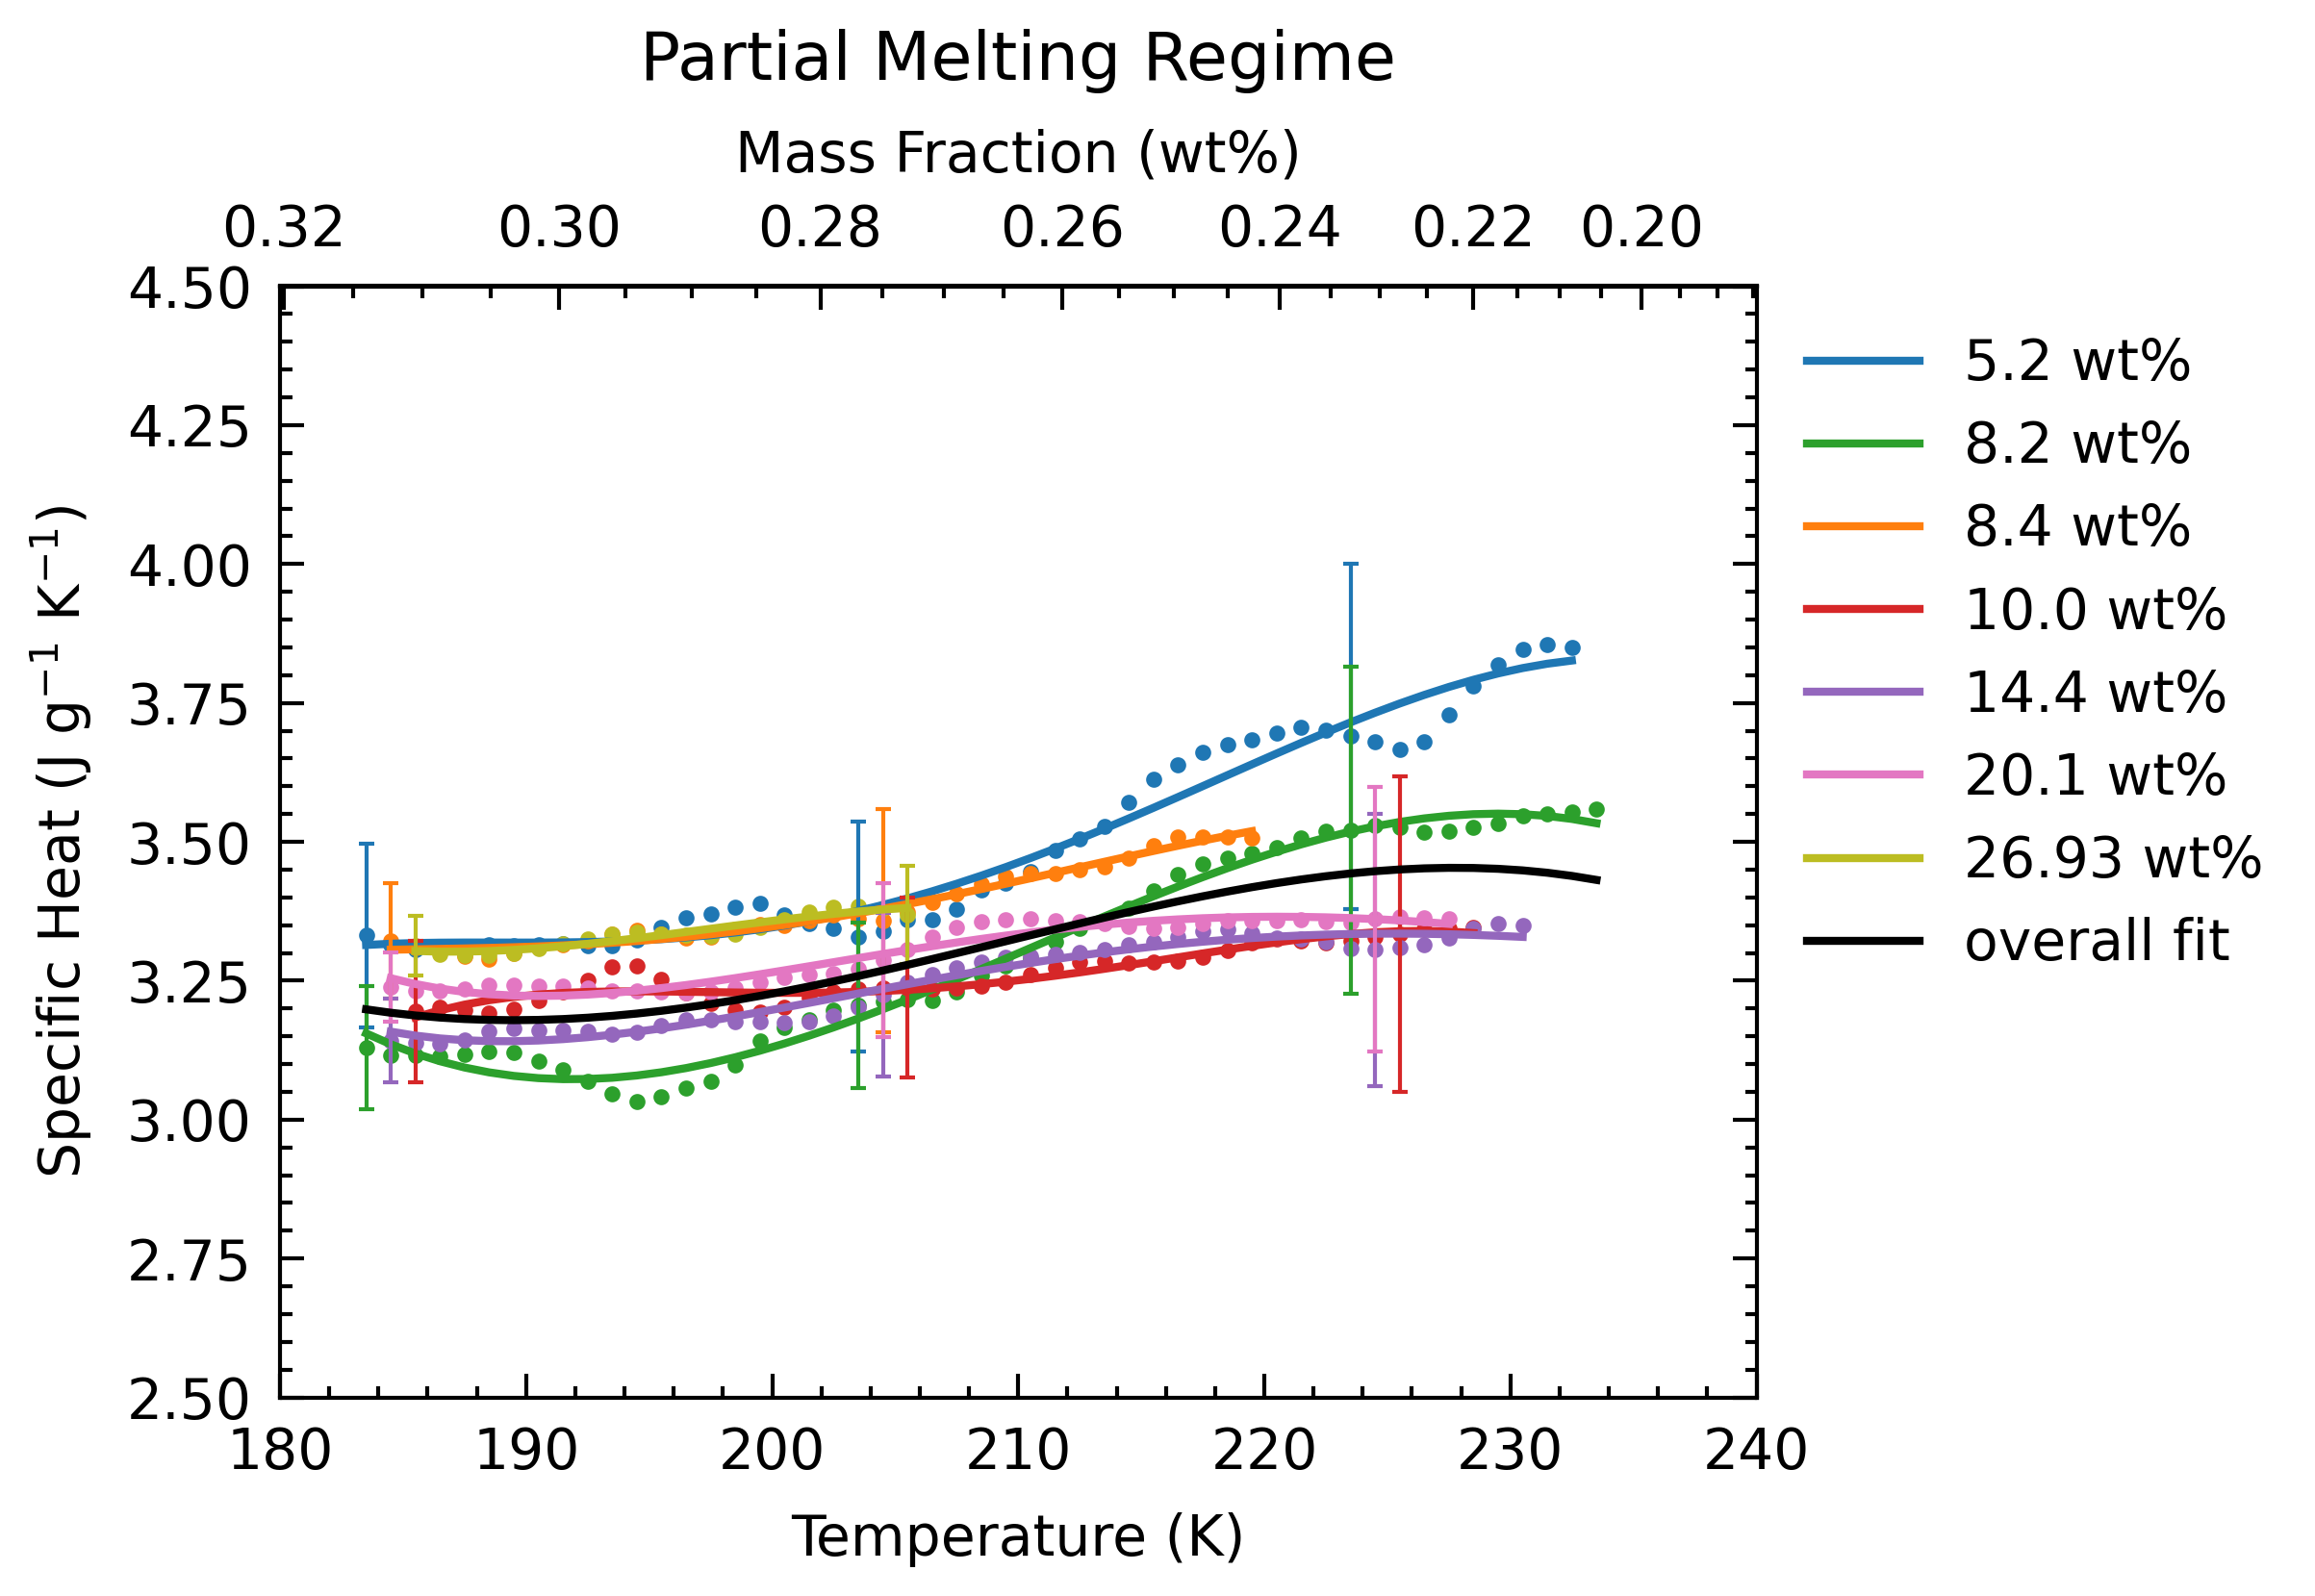 Partial Melting Regime
Mass Fraction (wt%)
0.32 0.30 0.28 0.26 0.24 0.22 0.20
4.50
4.25
4.00
3.75
3.50
3.25
3.00
2.75
2.50
Specific Heat (J g⁻¹ K⁻¹)
180 190 200 210 220 230 240
Temperature (K)
5.2 wt%
8.2 wt%
8.4 wt%
10.0 wt%
14.4 wt%
20.1 wt%
26.93 wt%
overall fit